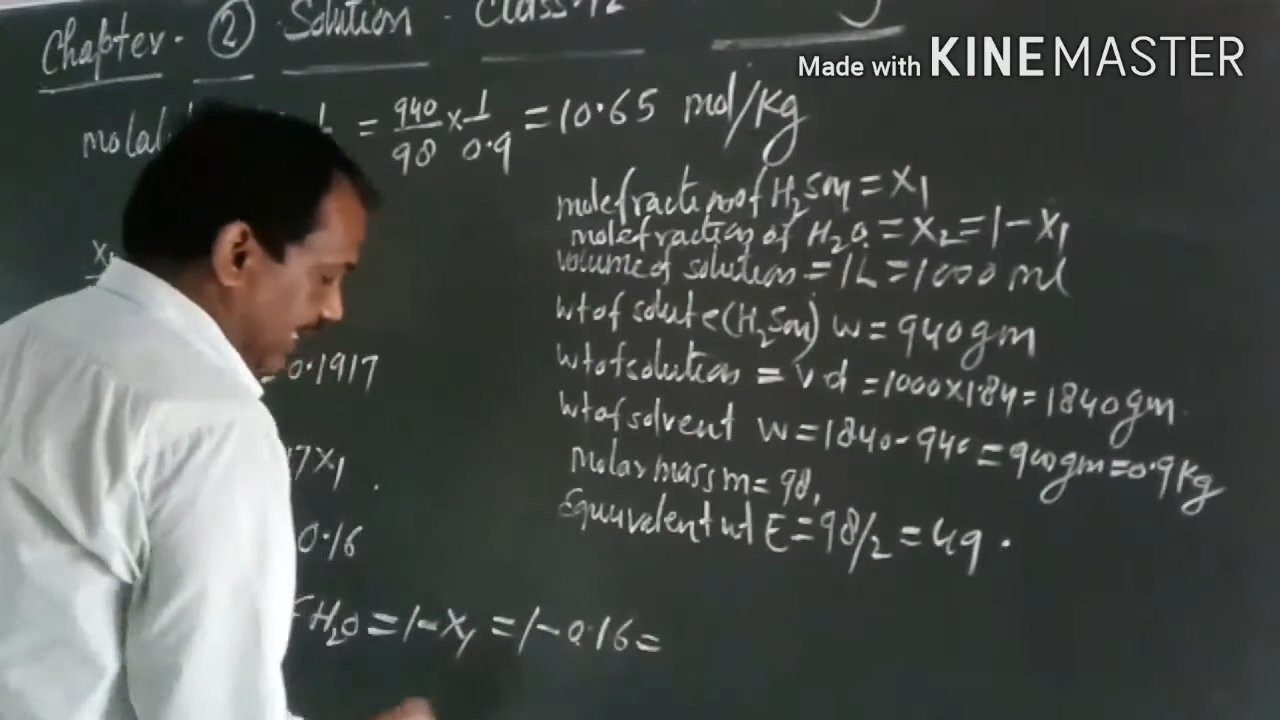 Chapter - ② Solution - Class-12
Made with KINEMASTER
molal = 940/98 × 1/0.9 = 10.65 mol/kg
mole fraction of H₂SO₄ = X₁
mole fraction of H₂O = X₂ = 1 - X₁
volume of solution = 1L = 1000 ml
wt of solute (H₂SO₄) w = 940 gm
wt of solution = V d = 1000×1.84 = 1840 gm
wt of solvent W = 1840 - 940 = 900 gm = 0.9 Kg
molar mass m = 98,
Equivalent wt E = 98/2 = 49.
X₁
= 0.1917
17X₁
0.16
H₂O = 1 - X₁ = 1 - 0.16 =